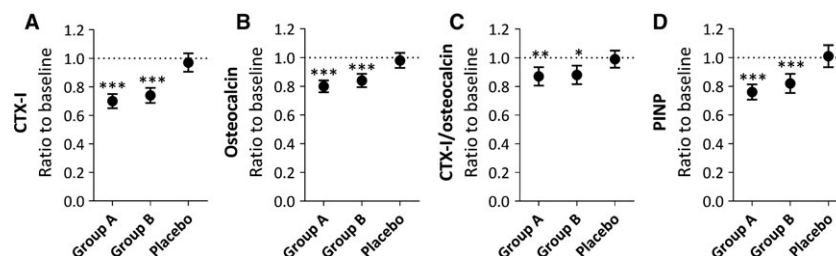 A
CTX-I
Ratio to baseline
1.2
1.0
0.8
0.6
0.4
0.2
0.0
***
***
Group A
Group B
Placebo
B
Osteocalcin
Ratio to baseline
1.2
1.0
0.8
0.6
0.4
0.2
0.0
***
***
Group A
Group B
Placebo
C
CTX-I/osteocalcin
Ratio to baseline
1.2
1.0
0.8
0.6
0.4
0.2
0.0
**
*
Group A
Group B
Placebo
D
PINP
Ratio to baseline
1.2
1.0
0.8
0.6
0.4
0.2
0.0
***
***
Group A
Group B
Placebo